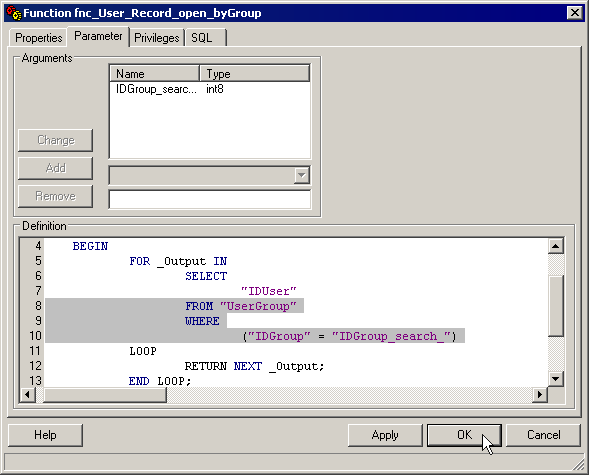 Function fnc_User_Record_open_byGroup
Properties Parameter Privileges SQL
Arguments
Name Type
IDGroup_searc... int8
Change
Add
Remove
Definition
4 BEGIN
5 FOR _Output IN
6 SELECT
7 "IDUser"
8 FROM "UserGroup"
9 WHERE
10 ("IDGroup" = "IDGroup_search_")
11 LOOP
12 RETURN NEXT _Output;
13 END LOOP;
Help Apply OK Cancel